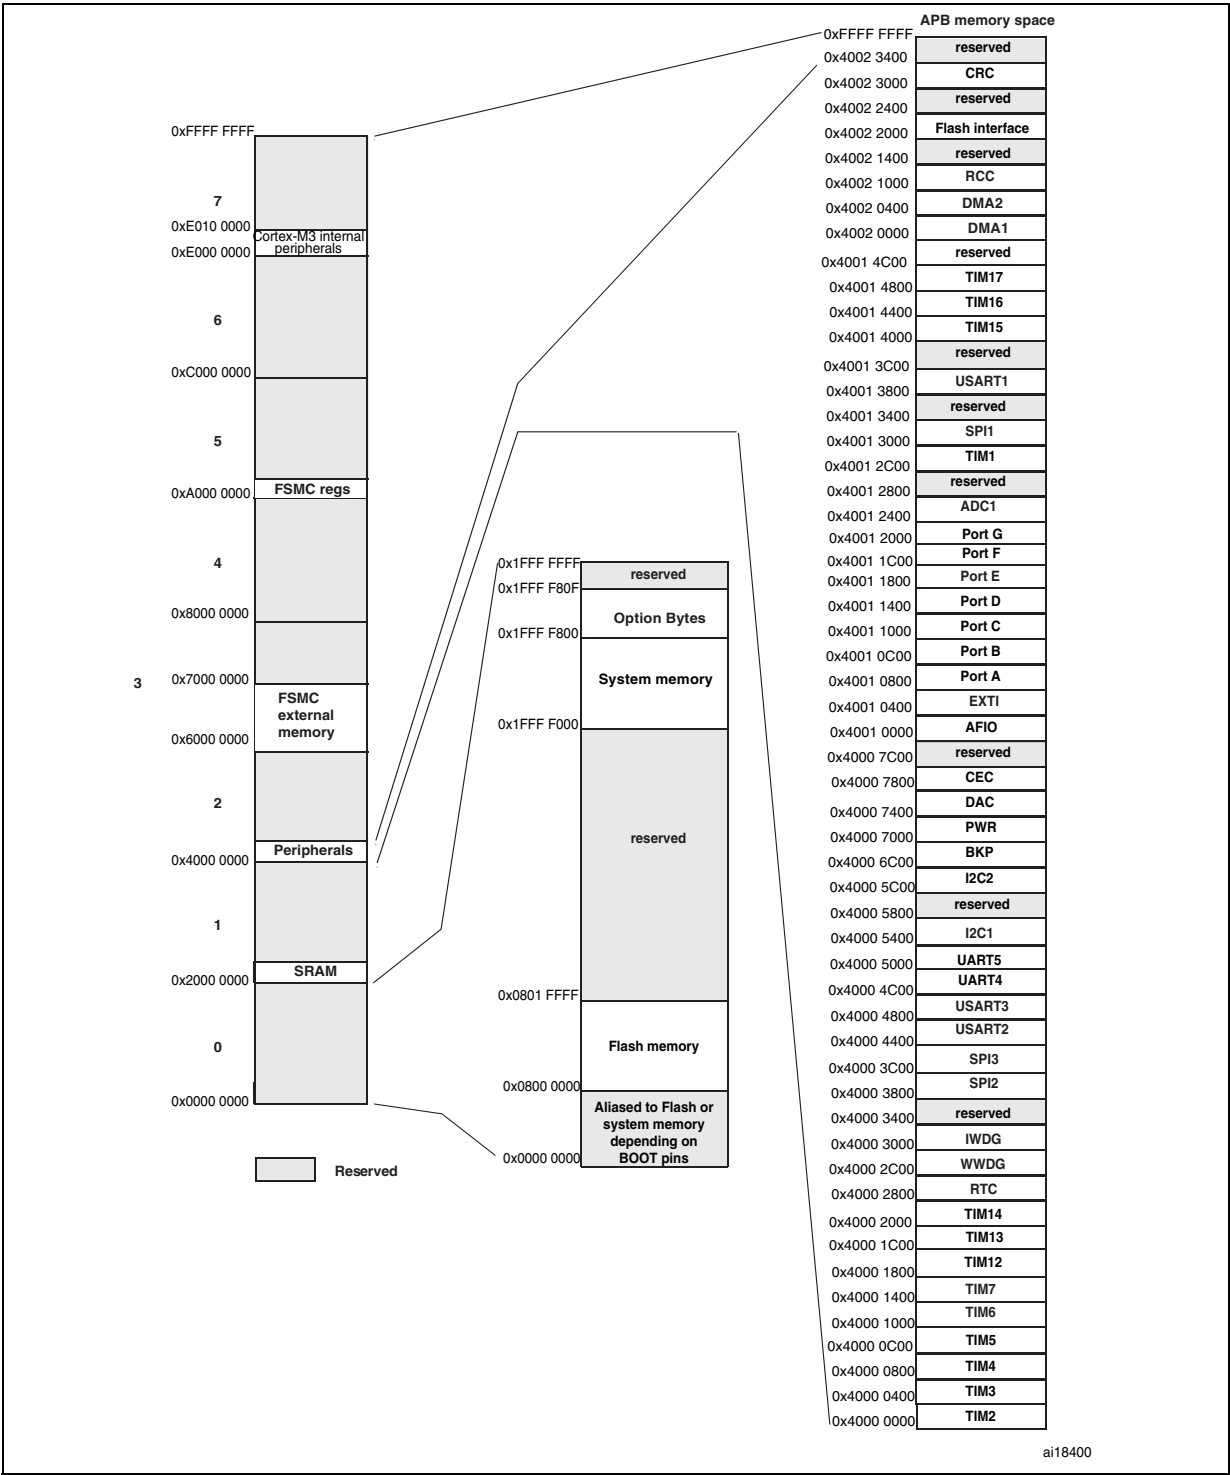 0xFFFF FFFF
7
0xE010 0000
Cortex-M3 internal
peripherals
0xE000 0000
6
0xC000 0000
5
0xA000 0000
FSMC regs
4
0x8000 0000
3
0x7000 0000
FSMC
external
memory
0x6000 0000
2
Peripherals
0x4000 0000
1
SRAM
0x2000 0000
0
0x0000 0000
Reserved
0x1FFF FFFF
reserved
0x1FFF F80F
Option Bytes
0x1FFF F800
System memory
0x1FFF F000
reserved
0x0801 FFFF
Flash memory
0x0800 0000
Aliased to Flash or
system memory
depending on
BOOT pins
0x0000 0000
APB memory space
0xFFFF FFFF
reserved
0x4002 3400
CRC
0x4002 3000
reserved
0x4002 2400
Flash interface
0x4002 2000
reserved
0x4002 1400
RCC
0x4002 1000
DMA2
0x4002 0400
DMA1
0x4002 0000
reserved
0x4001 4C00
TIM17
0x4001 4800
TIM16
0x4001 4400
TIM15
0x4001 4000
reserved
0x4001 3C00
USART1
0x4001 3800
reserved
0x4001 3400
SPI1
0x4001 3000
TIM1
0x4001 2C00
reserved
0x4001 2800
ADC1
0x4001 2400
Port G
0x4001 2000
Port F
0x4001 1C00
Port E
0x4001 1800
Port D
0x4001 1400
Port C
0x4001 1000
Port B
0x4001 0C00
Port A
0x4001 0800
EXTI
0x4001 0400
AFIO
0x4001 0000
reserved
0x4000 7C00
CEC
0x4000 7800
DAC
0x4000 7400
PWR
0x4000 7000
BKP
0x4000 6C00
I2C2
0x4000 5C00
reserved
0x4000 5800
I2C1
0x4000 5400
UART5
0x4000 5000
UART4
0x4000 4C00
USART3
0x4000 4800
USART2
0x4000 4400
SPI3
0x4000 3C00
SPI2
0x4000 3800
reserved
0x4000 3400
IWDG
0x4000 3000
WWDG
0x4000 2C00
RTC
0x4000 2800
TIM14
0x4000 2000
TIM13
0x4000 1C00
TIM12
0x4000 1800
TIM7
0x4000 1400
TIM6
0x4000 1000
TIM5
0x4000 0C00
TIM4
0x4000 0800
TIM3
0x4000 0400
TIM2
0x4000 0000
ai18400